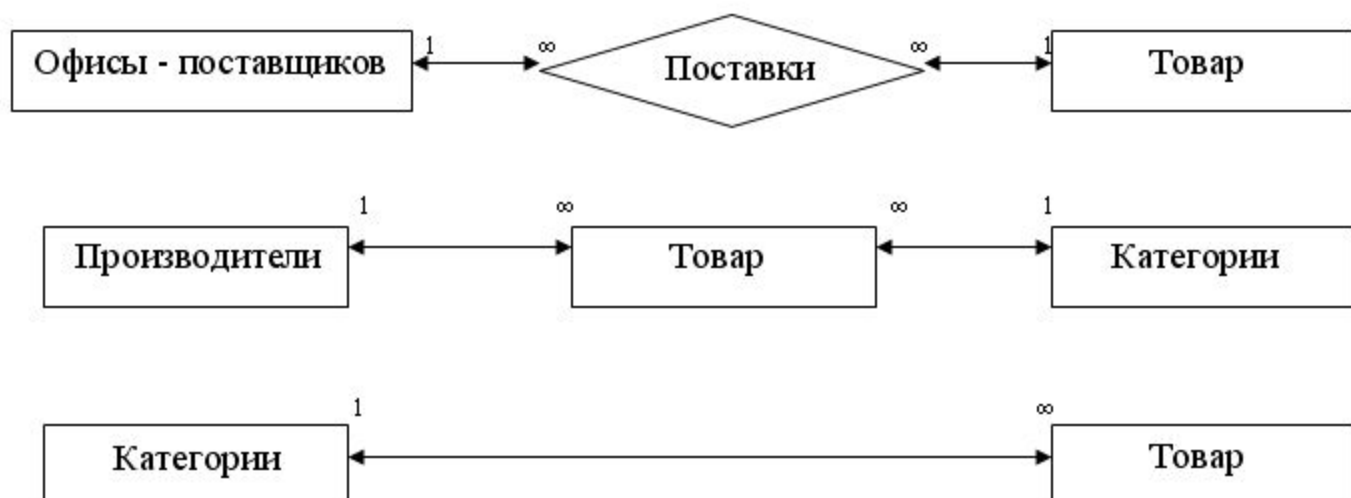 1 ∞ ∞ 1
Офисы - поставщиков Поставки Товар
1 ∞ ∞ 1
Производители Товар Категории
1 ∞
Категории Товар